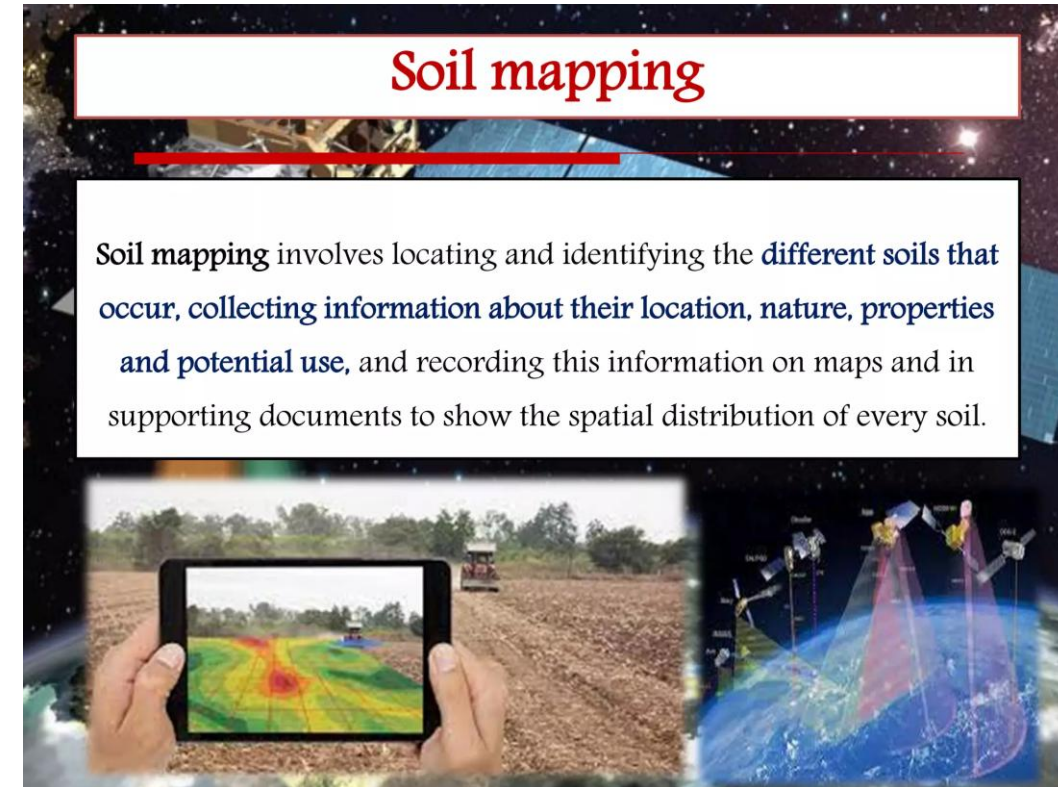 Soil mapping
Soil mapping involves locating and identifying the different soils that
occur, collecting information about their location, nature, properties
and potential use, and recording this information on maps and in
supporting documents to show the spatial distribution of every soil.